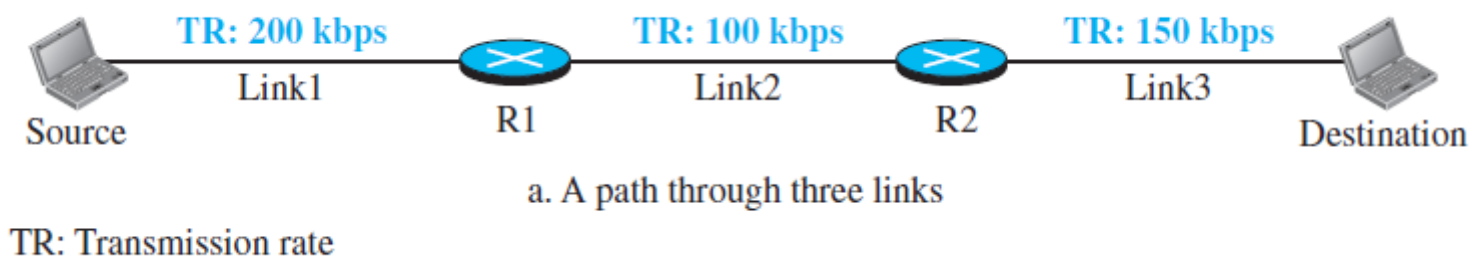 TR: 200 kbps TR: 100 kbps TR: 150 kbps
Link1 Link2 Link3
Source R1 R2 Destination
a. A path through three links
TR: Transmission rate